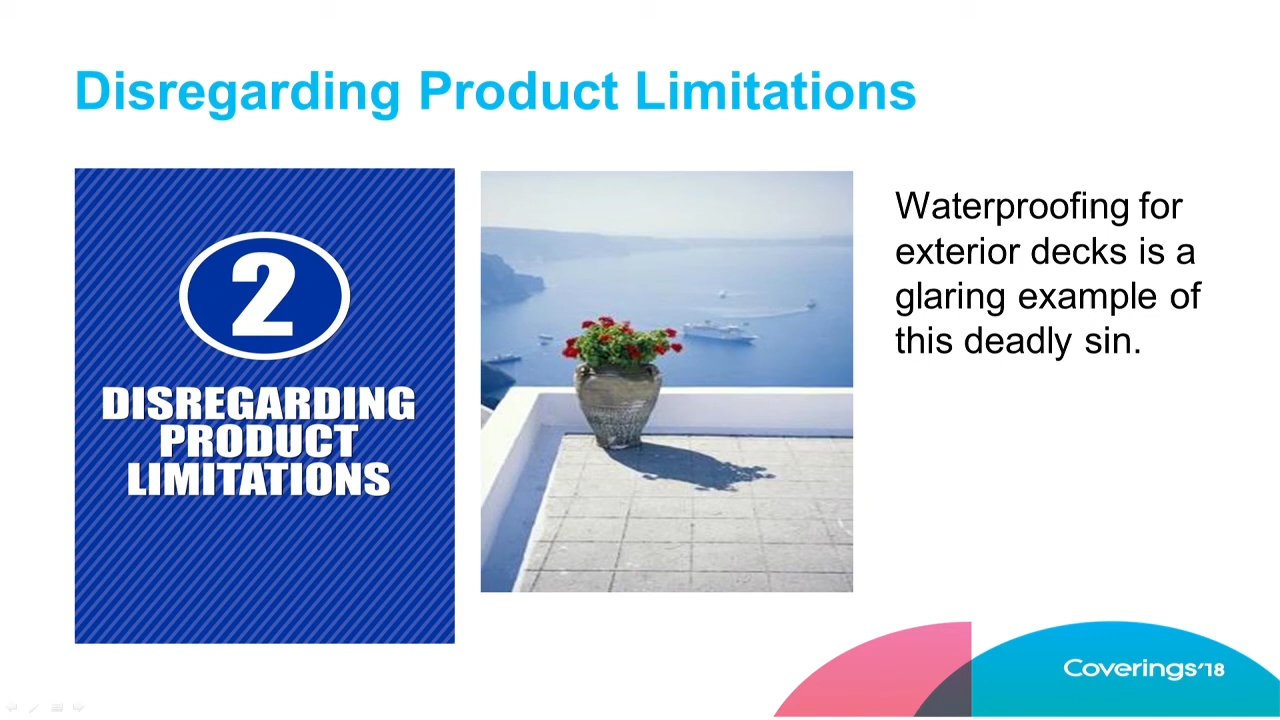 Disregarding Product Limitations
2
DISREGARDING
PRODUCT
LIMITATIONS
Waterproofing for
exterior decks is a
glaring example of
this deadly sin.
Coverings'18